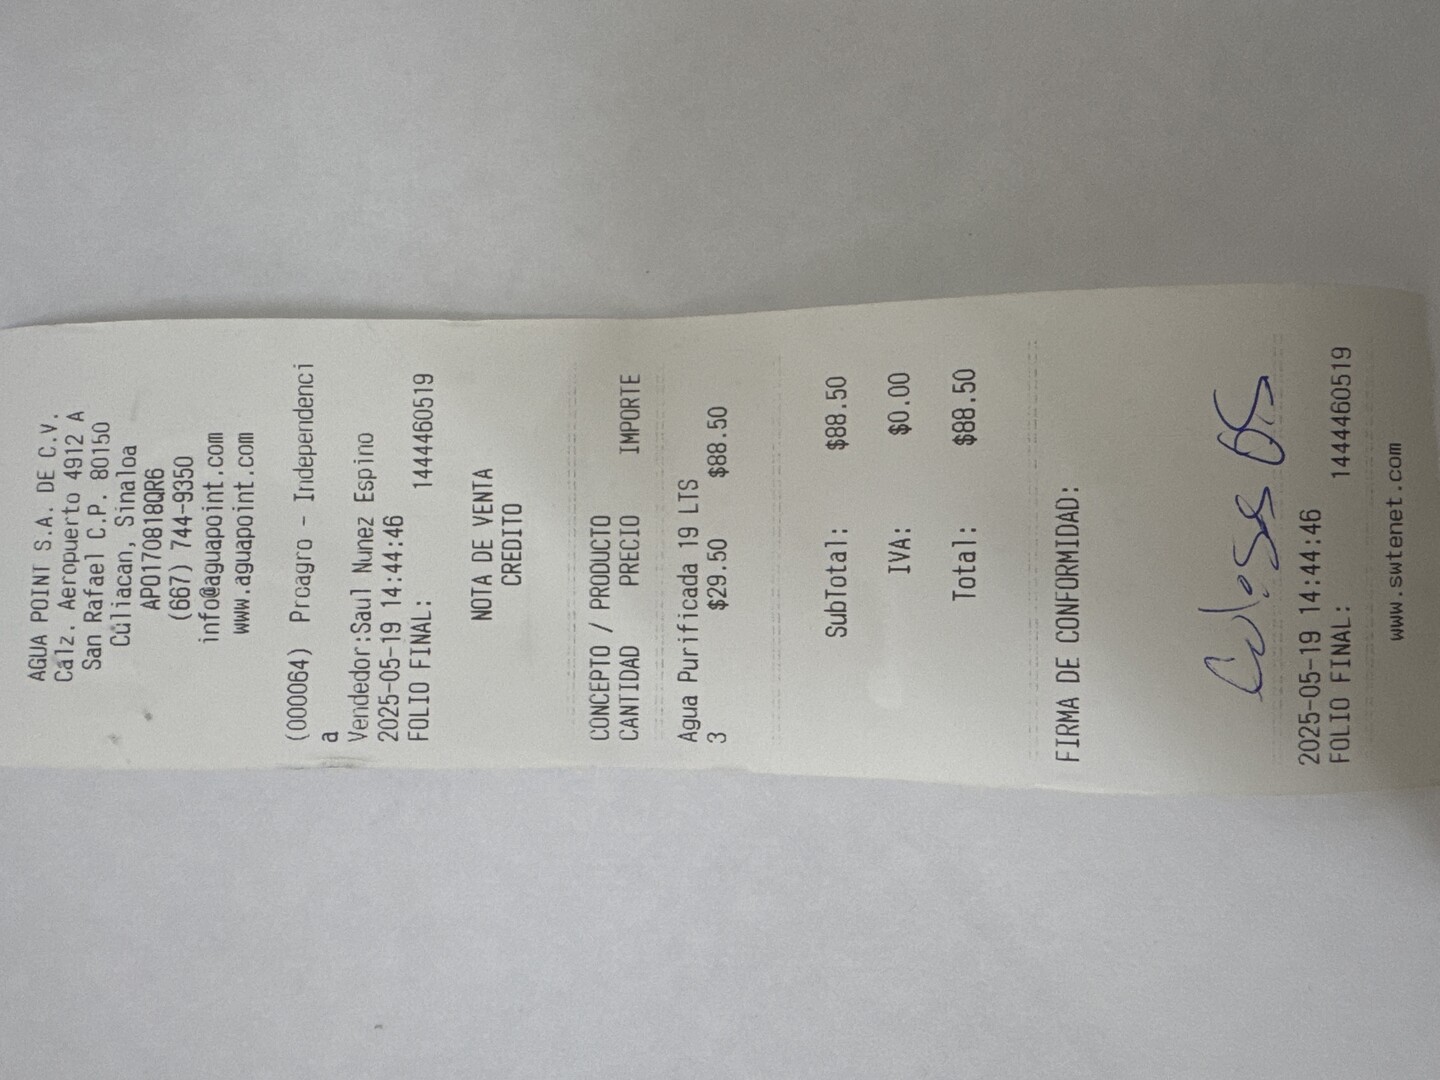 AGUA POINT S.A. DE C.V.
Calz. Aeropuerto 4912 A
San Rafael C.P. 80150
Culiacan, Sinaloa
APO170818QR6
(667) 744-9350
info@aguapoint.com
www.aguapoint.com
(000064) Proagro - Independenci
a
Vendedor:Saul Nunez Espino
2025-05-19 14:44:46
FOLIO FINAL: 1444460519
NOTA DE VENTA
CREDITO
CONCEPTO / PRODUCTO
CANTIDAD PRECIO IMPORTE
Agua Purificada 19 LTS
3 $29.50 $88.50
SubTotal: $88.50
IVA: $0.00
Total: $88.50
FIRMA DE CONFORMIDAD:
2025-05-19 14:44:46
FOLIO FINAL: 1444460519
www.swtenet.com